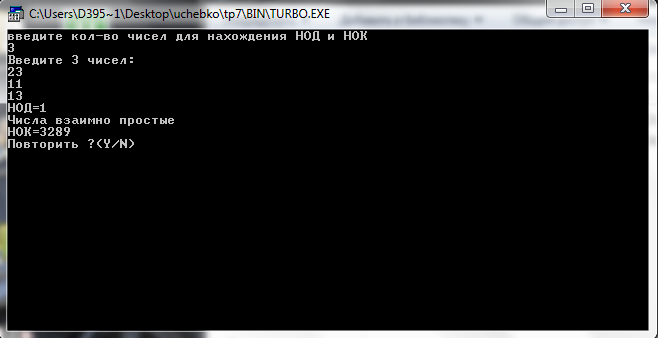 C:\Users\D395~1\Desktop\uchebko\tp7\BIN\TURBO.EXE
введите кол-во чисел для нахождения НОД и НОК
3
Введите 3 чисел:
23
11
13
НОД=1
Числа взаимно простые
НОК=3289
Повторить ?(Y/N)